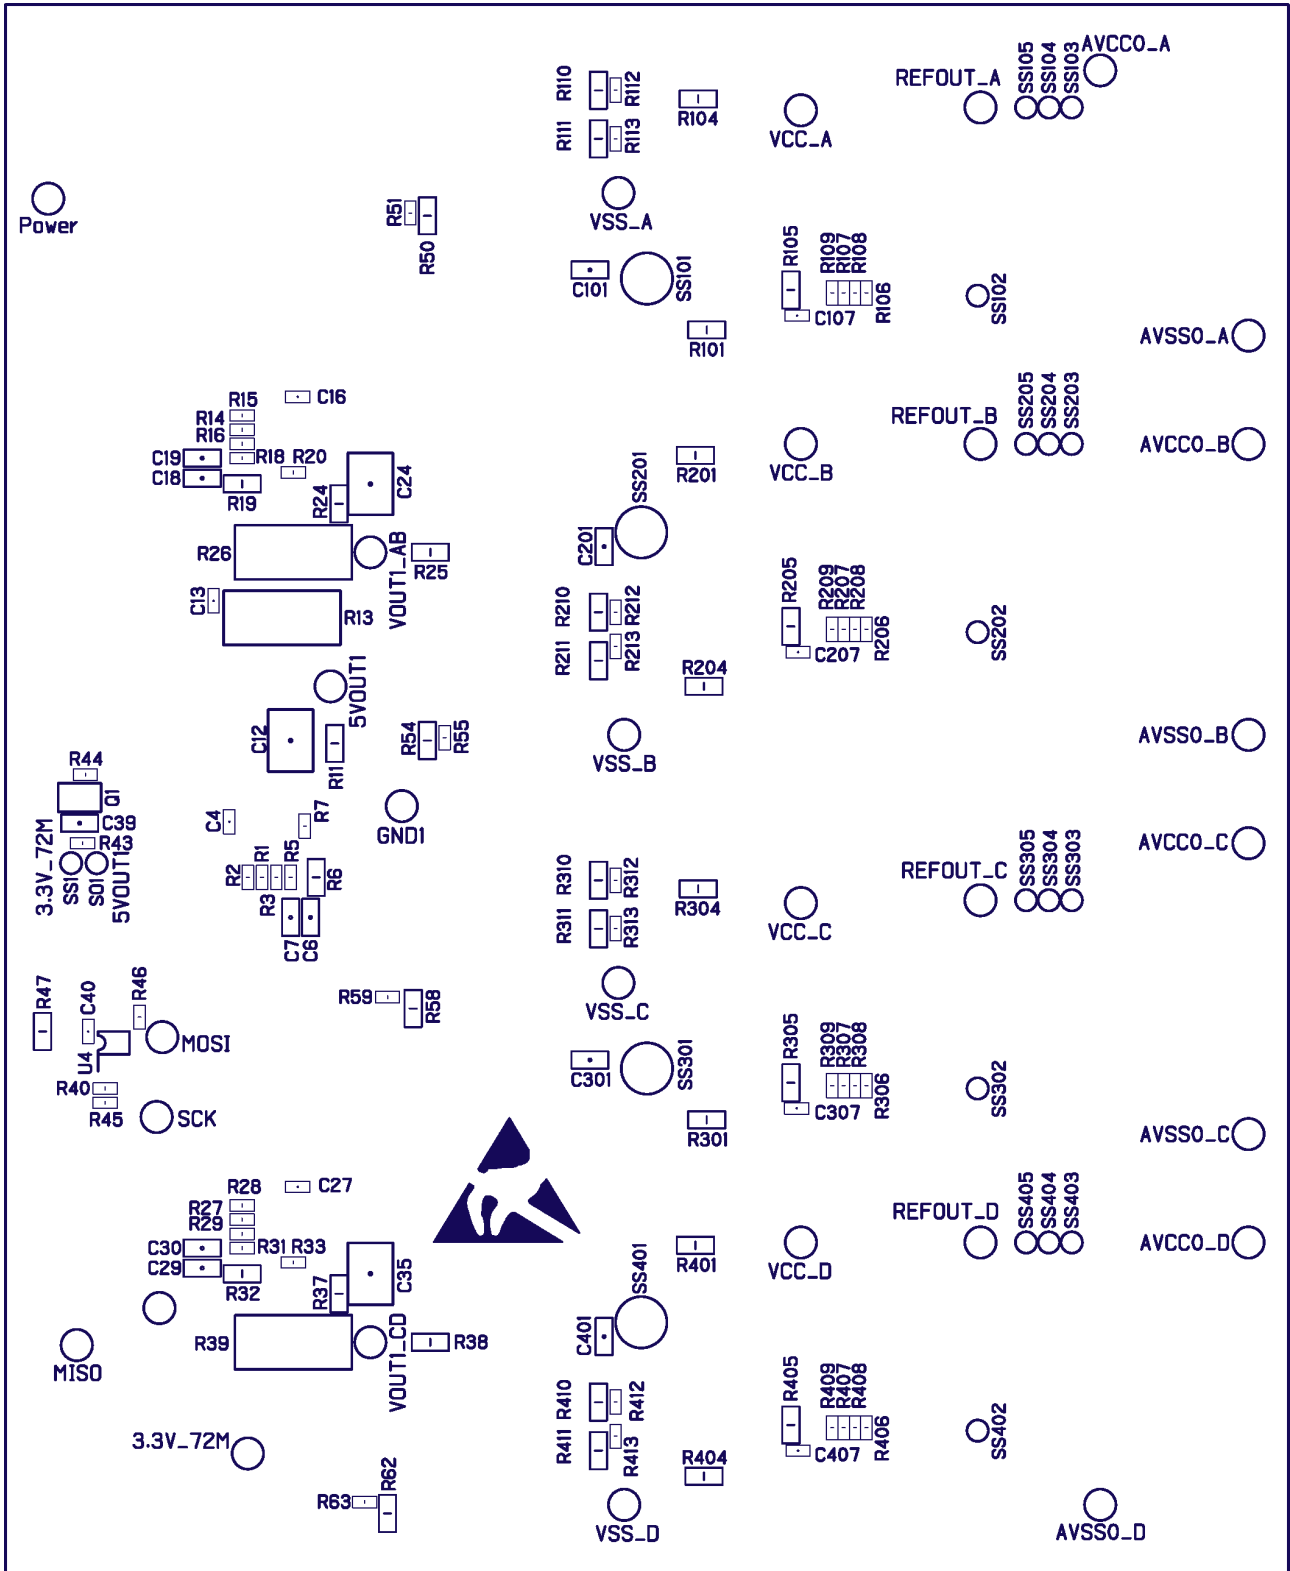 AVCCO_A
SS105
SS104
SS103
REFOUT_A
R110
R112
R104
VCC_A
R111
R113
Power
R51
R50
VSS_A
C101
SS101
R105
R109
R107
R108
C107
R106
SS102
R101
AVSSO_A
R15
C16
R14
R16
C19
R18
R20
C18
R19
R24
C24
SS201
R201
VCC_B
REFOUT_B
SS205
SS204
SS203
AVCCO_B
R26
VOUT1_AB
R25
C201
C13
R13
R210
R212
R211
R213
R205
R209
R207
R208
C207
R206
SS202
R204
5VOUT1
C12
R11
R54
R55
VSS_B
AVSSO_B
R44
Q1
C39
R43
3.3V_72M
SS1
SO1
5VOUT1
C4
R7
GND1
R2
R1
R5
R3
R6
C7
C6
R310
R312
R304
R311
R313
VCC_C
REFOUT_C
SS305
SS304
SS303
AVCCO_C
R47
C40
R46
U4
MOSI
R59
R58
VSS_C
R40
R45
SCK
C301
SS301
R305
R309
R307
R308
C307
R306
SS302
R301
AVSSO_C
R28
C27
R27
R29
C30
R31
R33
C29
R32
R37
C35
SS401
R401
VCC_D
REFOUT_D
SS405
SS404
SS403
AVCCO_D
R39
VOUT1_CD
R38
C401
MISO
R410
R412
R411
R413
R405
R409
R407
R408
C407
R406
SS402
3.3V_72M
R404
R63
R62
VSS_D
AVSSO_D